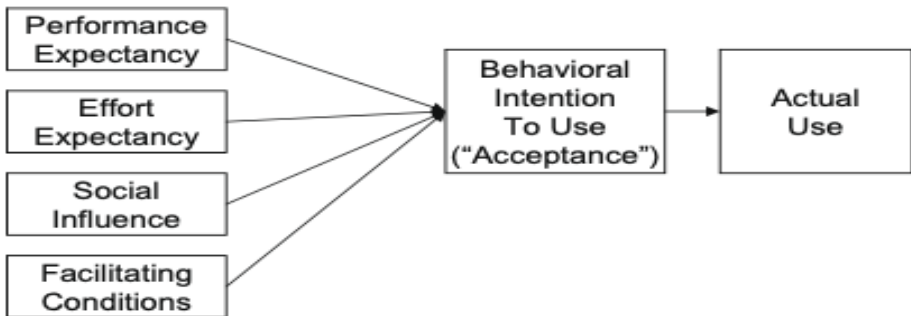 Performance
Expectancy
Effort
Expectancy
Social
Influence
Facilitating
Conditions
Behavioral
Intention
To Use
(“Acceptance”)
Actual
Use